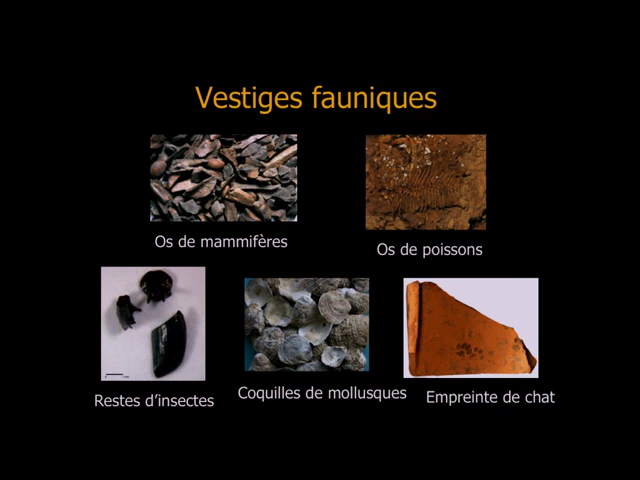 Vestiges fauniques
Os de mammifères
Os de poissons
Restes d'insectes
Coquilles de mollusques
Empreinte de chat